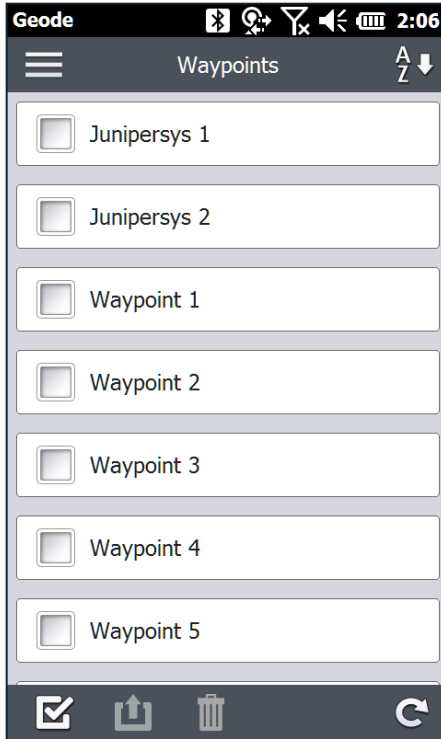 Geode 2:06
Waypoints A Z
Junipersys 1
Junipersys 2
Waypoint 1
Waypoint 2
Waypoint 3
Waypoint 4
Waypoint 5